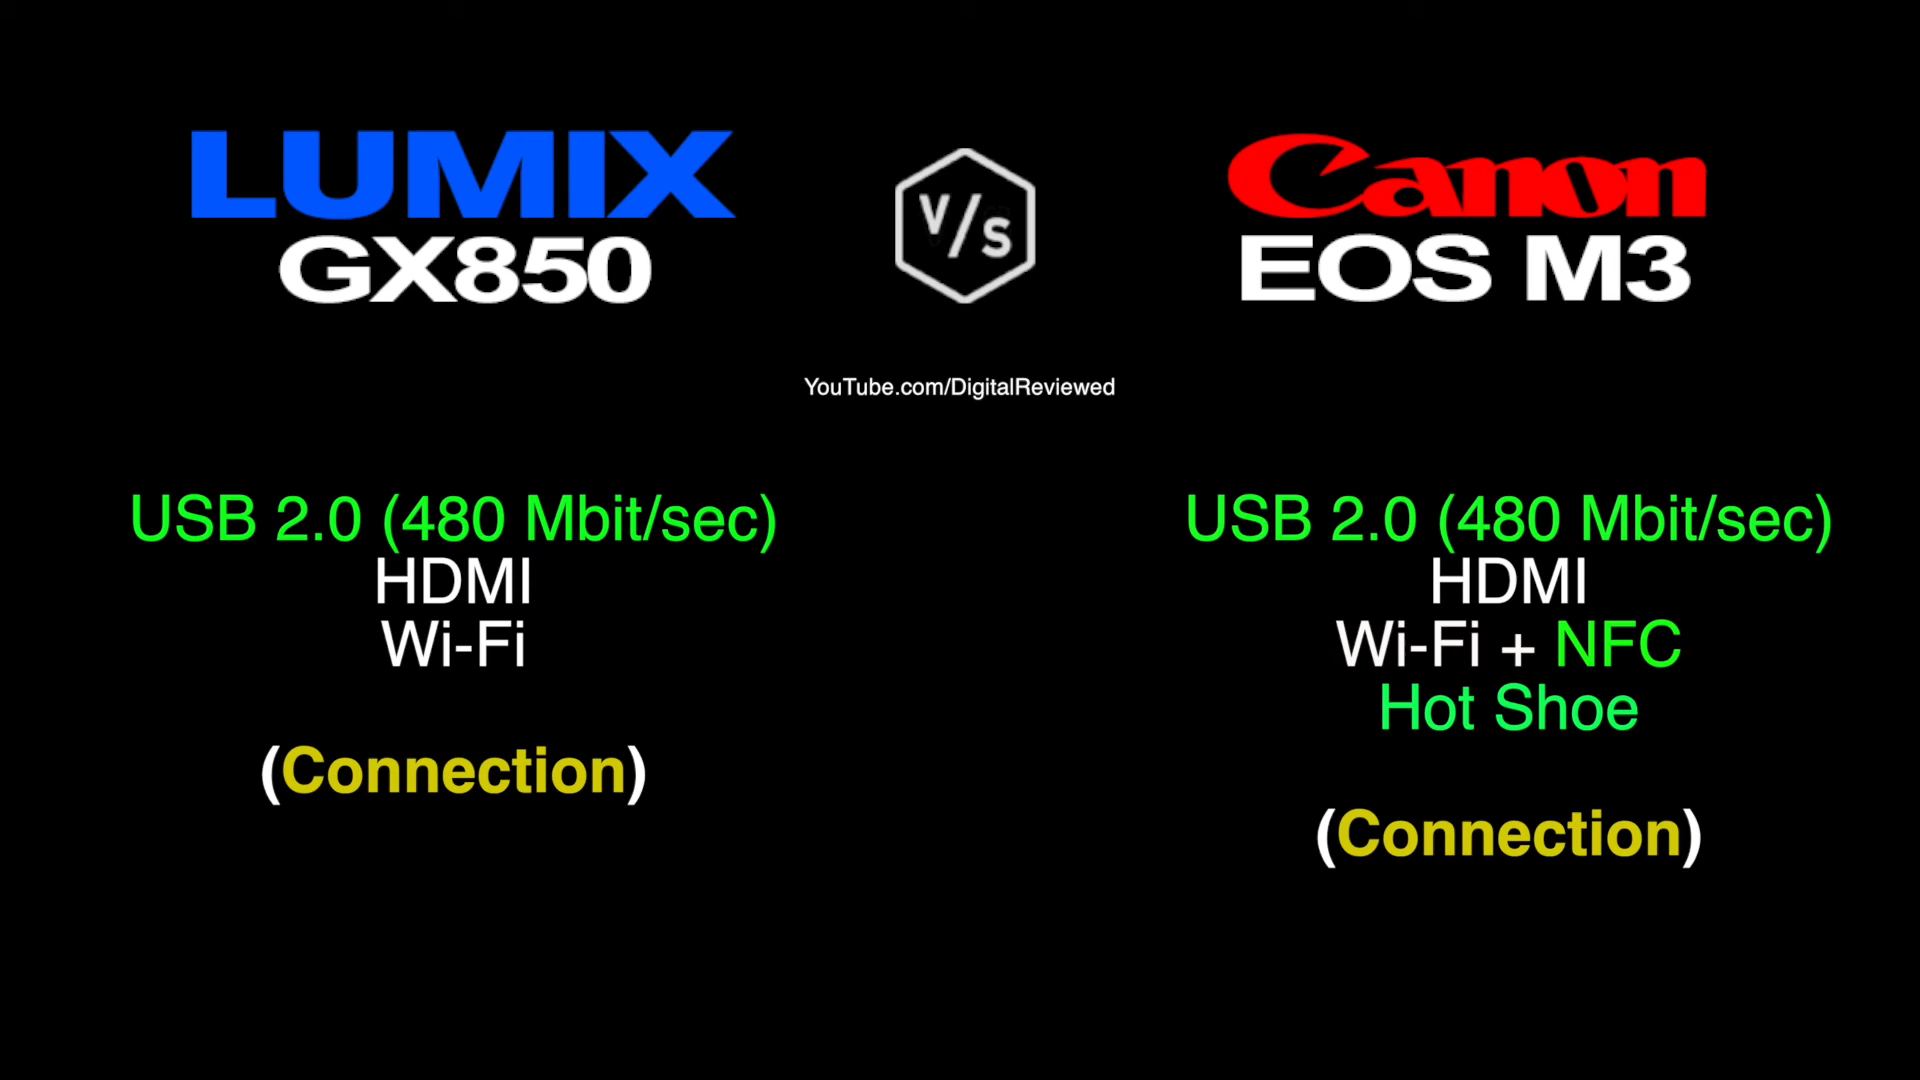 LUMIX
GX850
V/S
Canon
EOS M3
YouTube.com/DigitalReviewed
USB 2.0 (480 Mbit/sec)
HDMI
Wi-Fi
(Connection)
USB 2.0 (480 Mbit/sec)
HDMI
Wi-Fi + NFC
Hot Shoe
(Connection)